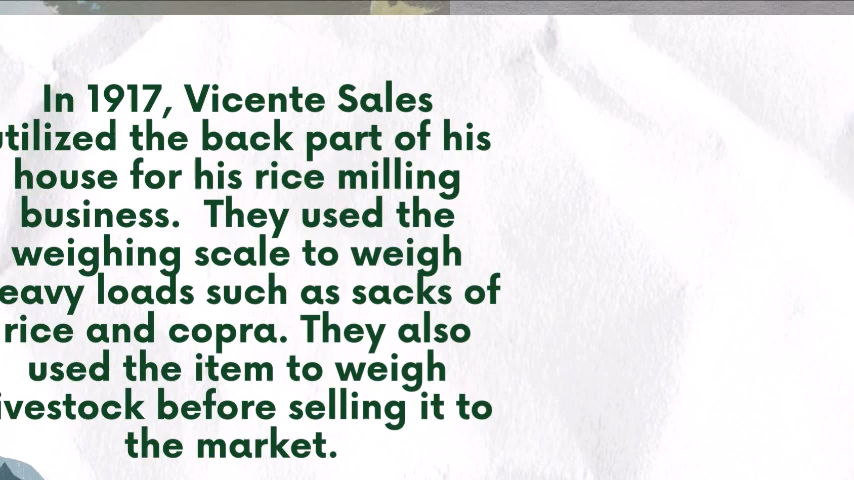 In 1917, Vicente Sales
utilized the back part of his
house for his rice milling
business.  They used the
weighing scale to weigh
eavy loads such as sacks of
rice and copra. They also
used the item to weigh
ivestock before selling it to
the market.